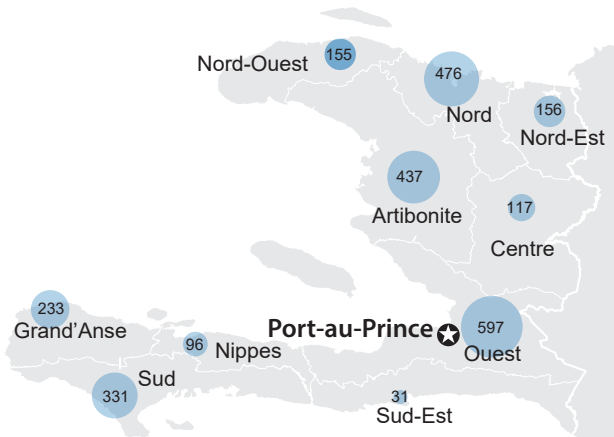 155
Nord-Ouest
476
Nord
156
Nord-Est
437
Artibonite
117
Centre
233
Grand'Anse
Port-au-Prince
597
Ouest
96
Nippes
Sud
331
31
Sud-Est